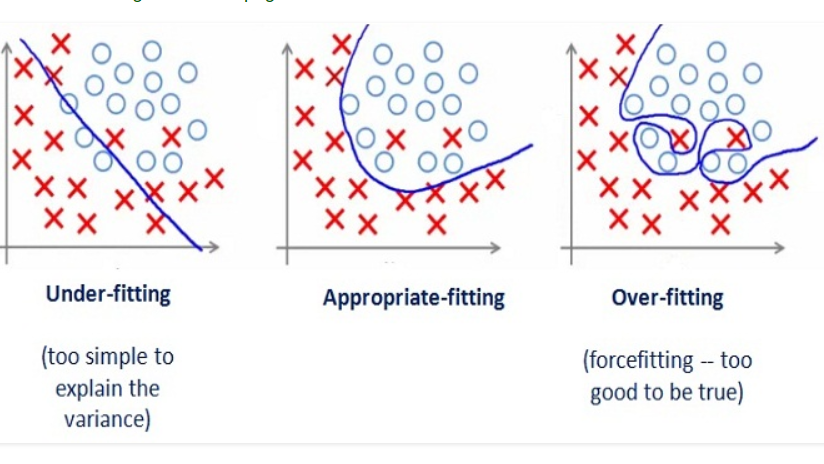 Under-fitting
Appropriate-fitting
Over-fitting
(too simple to
explain the
variance)
(forcefitting -- too
good to be true)